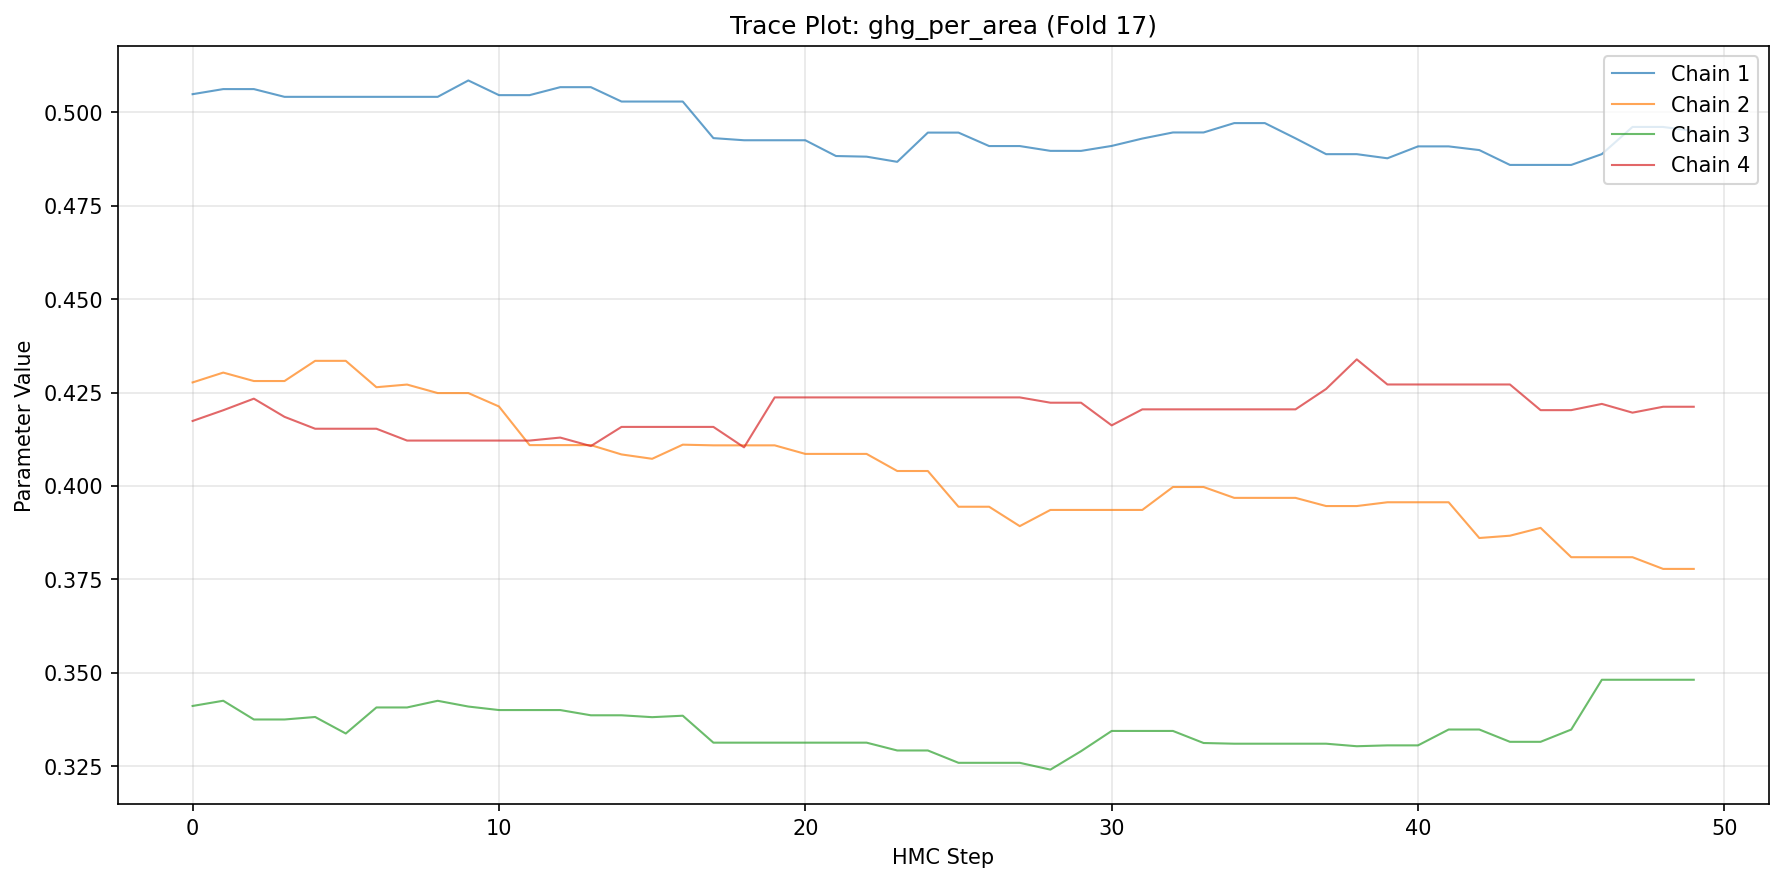 Trace Plot: ghg_per_area (Fold 17)
Chain 1
Chain 2
Chain 3
Chain 4
Parameter Value
0.500
0.475
0.450
0.425
0.400
0.375
0.350
0.325
0 10 20 30 40 50
HMC Step